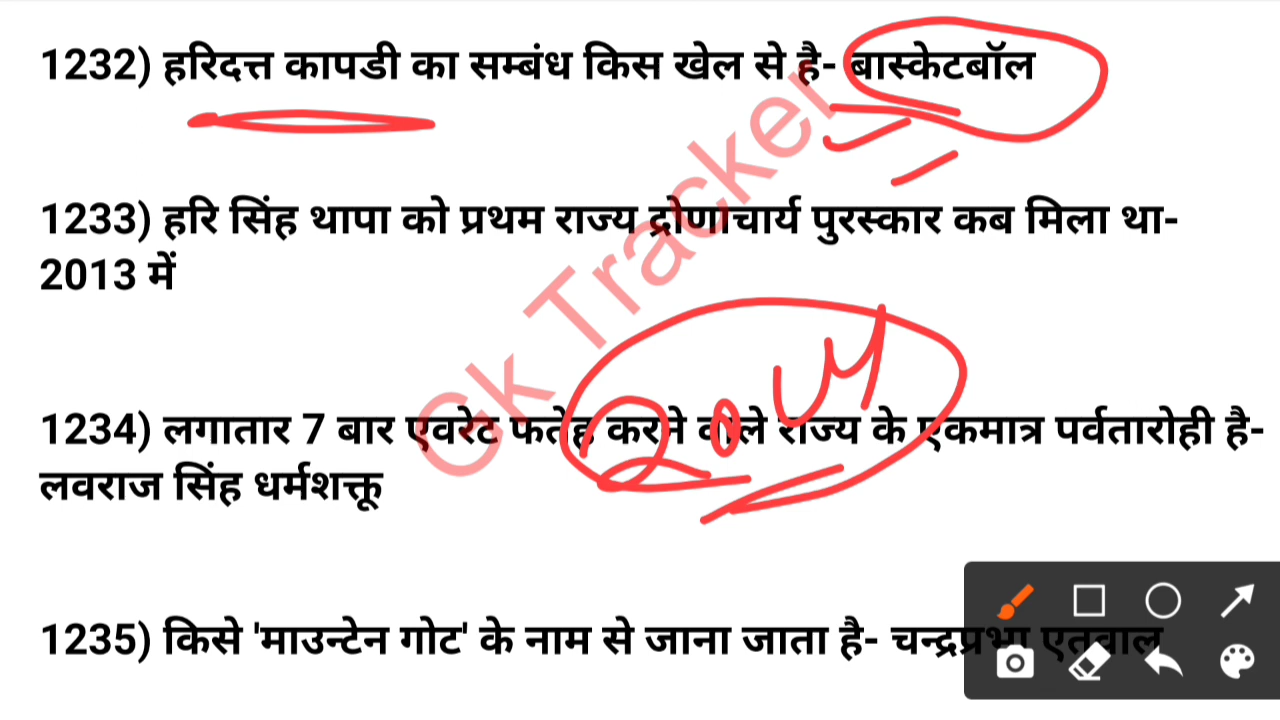 1232) हरिदत्त कापडी का सम्बंध किस खेल से है- बास्केटबॉल
1233) हरि सिंह थापा को प्रथम राज्य द्रोणाचार्य पुरस्कार कब मिला था-
2013 में
Gk Tracker
1234) लगातार 7 बार एवरेट फतेह करने वाले राज्य के एकमात्र पर्वतारोही है-
लवराज सिंह धर्मशक्तू
1235) किसे 'माउन्टेन गोट' के नाम से जाना जाता है- चन्द्रप्रभा एतवाल